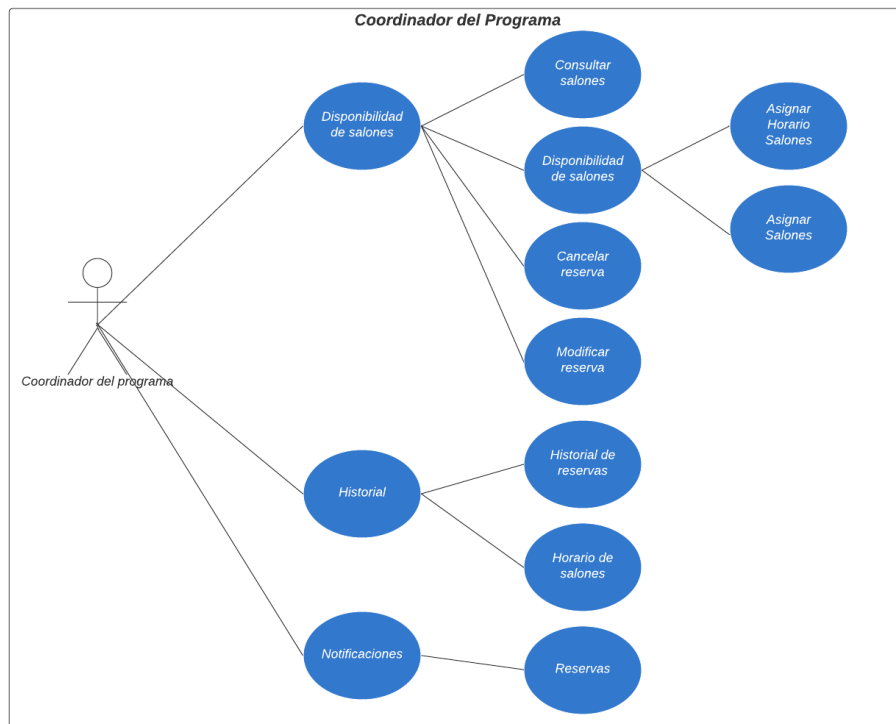 Coordinador del Programa
Consultar
salones
Disponibilidad
de salones
Asignar
Horario
Salones
Disponibilidad
de salones
Asignar
Salones
Cancelar
reserva
Modificar
reserva
Coordinador del programa
Historial de
reservas
Historial
Horario de
salones
Notificaciones
Reservas